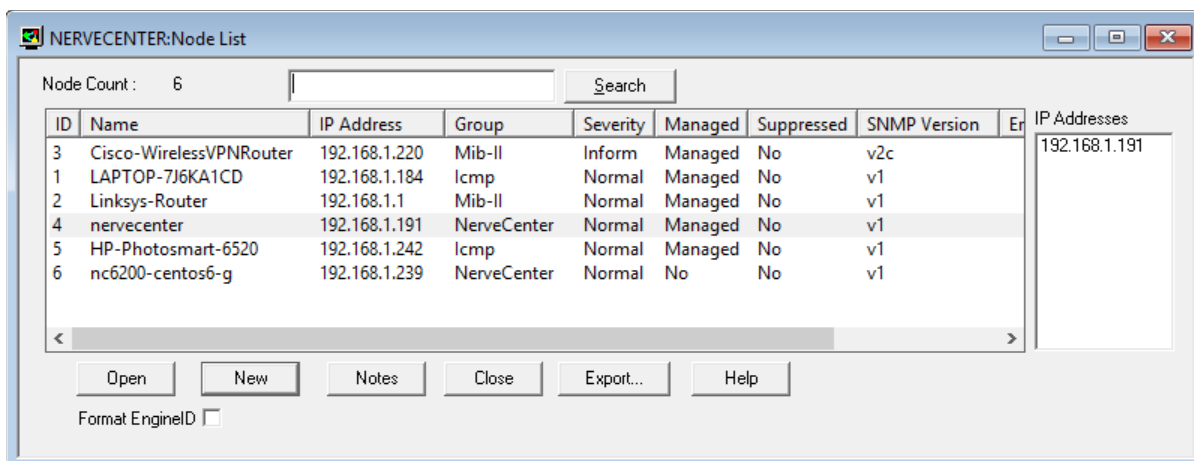 NERVECENTER:Node List
Node Count : 6 Search
ID Name IP Address Group Severity Managed Suppressed SNMP Version Er IP Addresses
3 Cisco-WirelessVPNRouter 192.168.1.220 Mib-II Inform Managed No v2c 192.168.1.191
1 LAPTOP-7J6KA1CD 192.168.1.184 Icmp Normal Managed No v1
2 Linksys-Router 192.168.1.1 Mib-II Normal Managed No v1
4 nervecenter 192.168.1.191 NerveCenter Normal Managed No v1
5 HP-Photosmart-6520 192.168.1.242 Icmp Normal Managed No v1
6 nc6200-centos6-g 192.168.1.239 NerveCenter Normal No No v1
Open New Notes Close Export... Help
Format EngineID